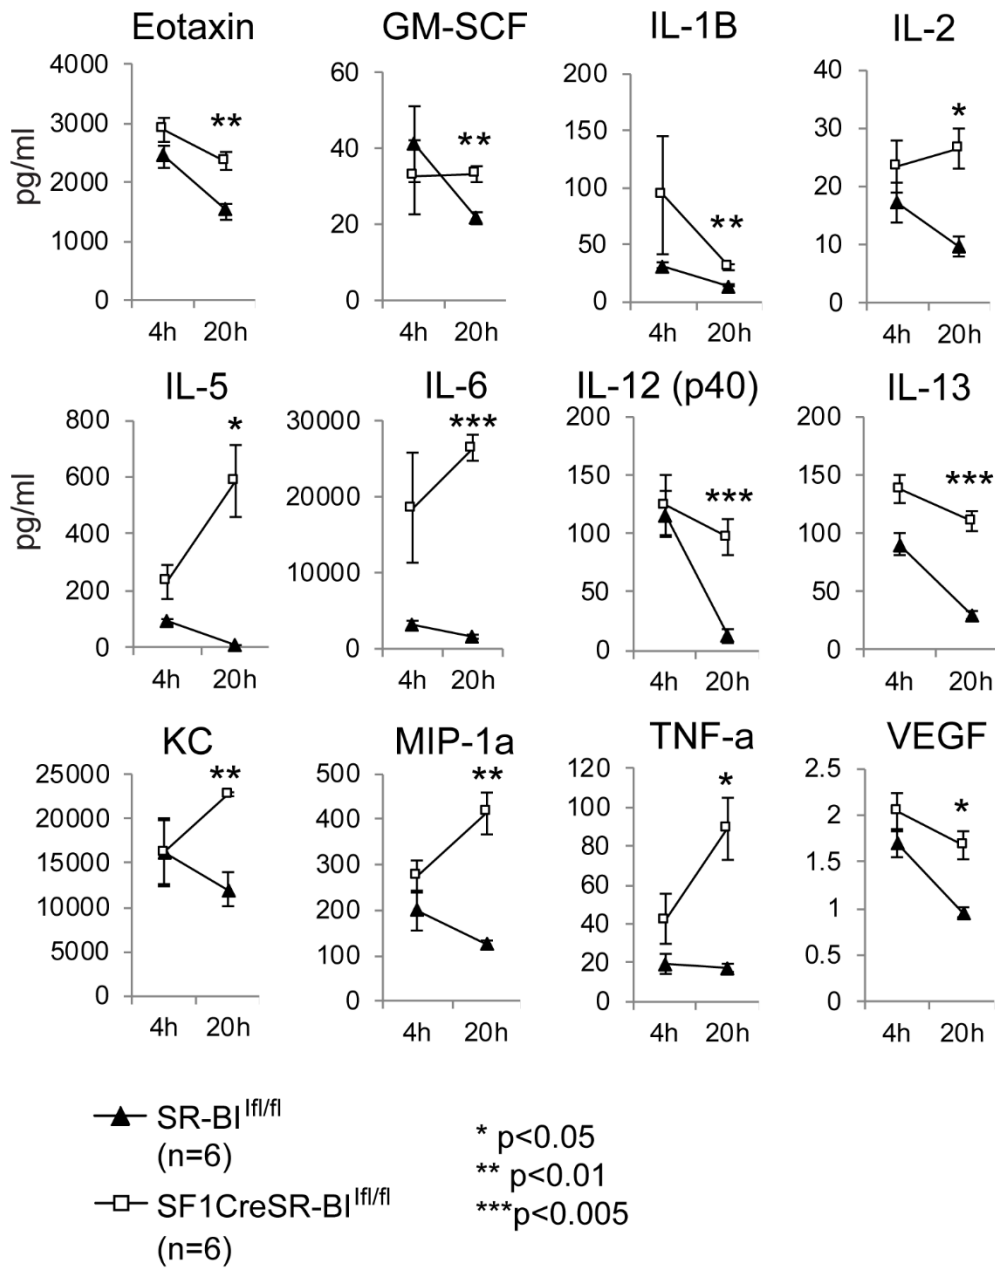 Eotaxin
GM-SCF
IL-1B
IL-2
pg/ml
4000
3000
2000
1000
0
**
4h 20h
60
40
20
0
**
4h 20h
200
150
100
50
0
**
4h 20h
40
30
20
10
0
*
4h 20h
IL-5
IL-6
IL-12 (p40)
IL-13
pg/ml
800
600
400
200
0
*
4h 20h
30000
20000
10000
0
***
4h 20h
200
150
100
50
0
***
4h 20h
200
150
100
50
0
***
4h 20h
KC
MIP-1a
TNF-a
VEGF
25000
20000
15000
10000
5000
0
**
4h 20h
500
400
300
200
100
0
**
4h 20h
120
100
80
60
40
20
0
*
4h 20h
2.5
2
1.5
1
0.5
0
*
4h 20h
SR-BI^lfl/fl
(n=6)
SF1CreSR-BI^lfl/fl
(n=6)
* p<0.05
** p<0.01
***p<0.005